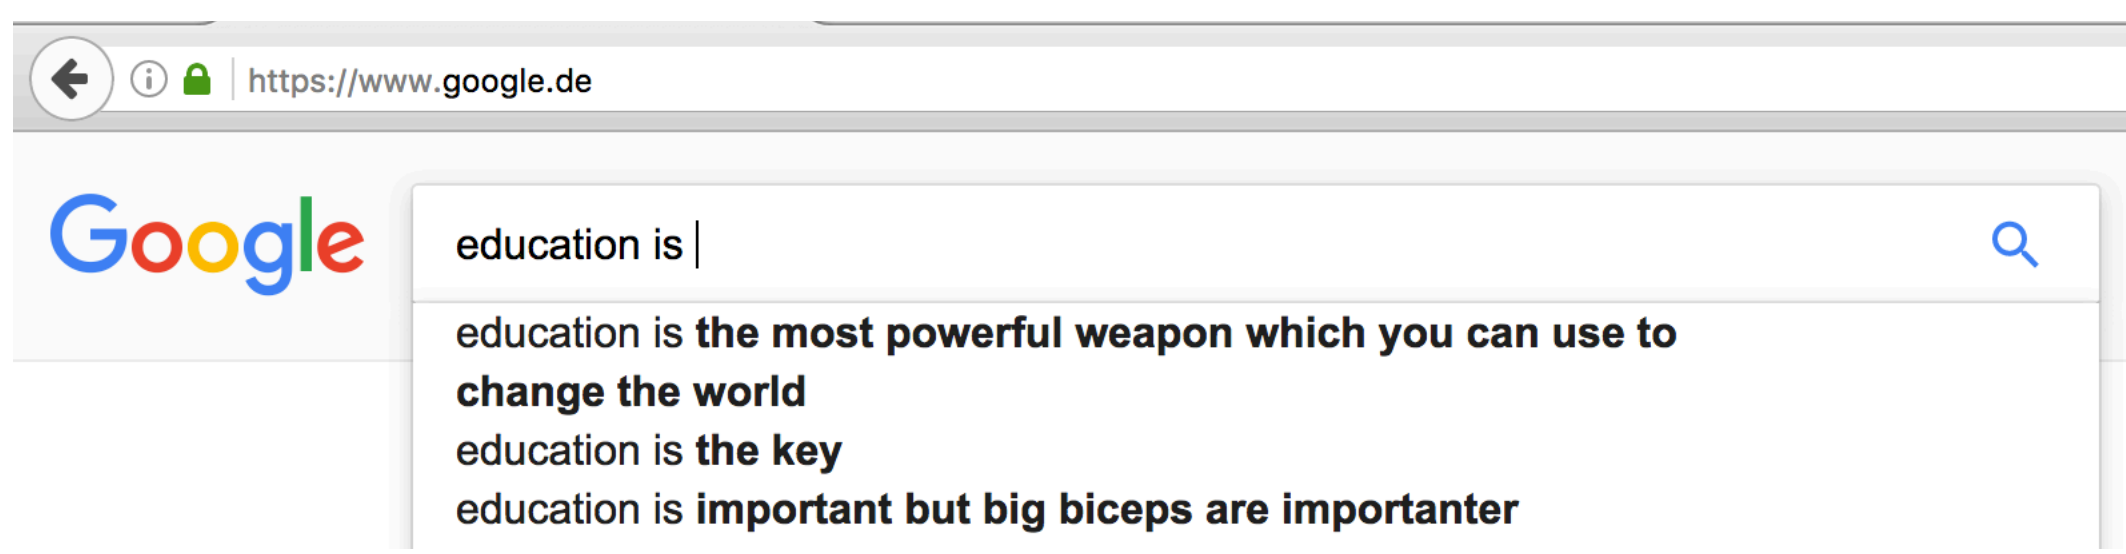 https://www.google.de
Google
education is
education is the most powerful weapon which you can use to
change the world
education is the key
education is important but big biceps are importanter